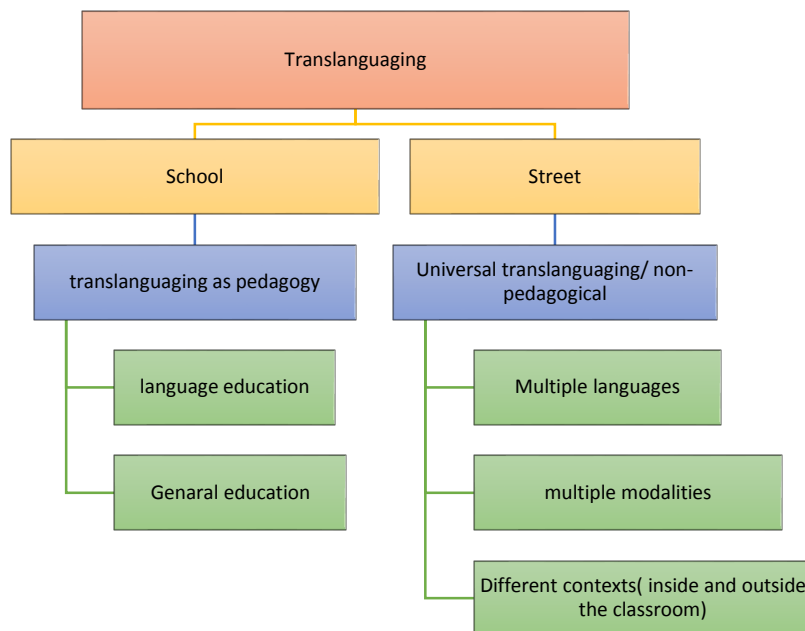 Translanguaging
School
Street
translanguaging as pedagogy
Universal translanguaging/ non-
pedagogical
language education
Multiple languages
Genaral education
multiple modalities
Different contexts( inside and outside
the classroom)